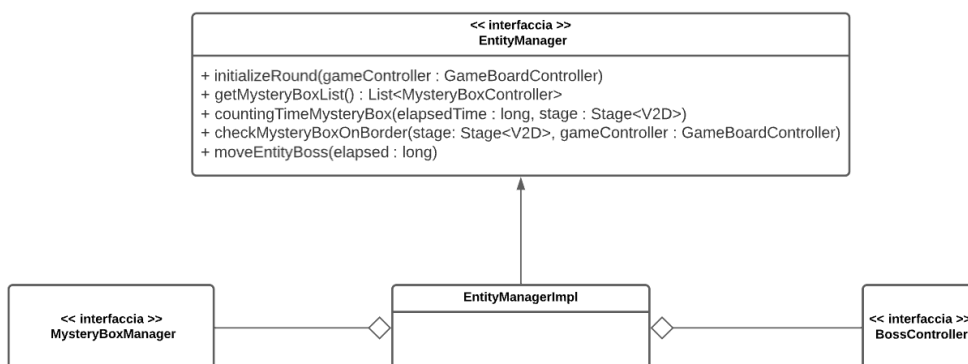 << interfaccia >>
EntityManager
+ initializeRound(gameController : GameBoardController)
+ getMysteryBoxList() : List<MysteryBoxController>
+ countingTimeMysteryBox(elapsedTime : long, stage : Stage<V2D>)
+ checkMysteryBoxOnBorder(stage: Stage<V2D>, gameController : GameBoardController)
+ moveEntityBoss(elapsed : long)
<< interfaccia >>
MysteryBoxManager
EntityManagerImpl
<< interfaccia >>
BossController